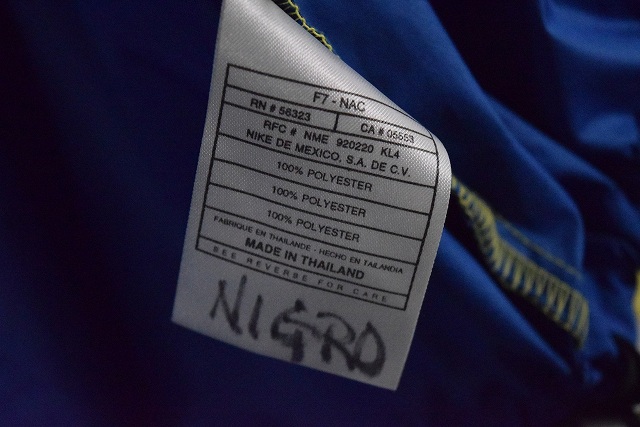 F7 - NAC
RN # 56323 CA # 05553
RFC # NME 920220 KL4
NIKE DE MEXICO, S.A. DE C.V.
100% POLYESTER
100% POLYESTER
100% POLYESTER
FABRIQUE EN THAILANDE - HECHO EN TAILANDIA
MADE IN THAILAND
SEE REVERSE FOR CARE
NIGRO